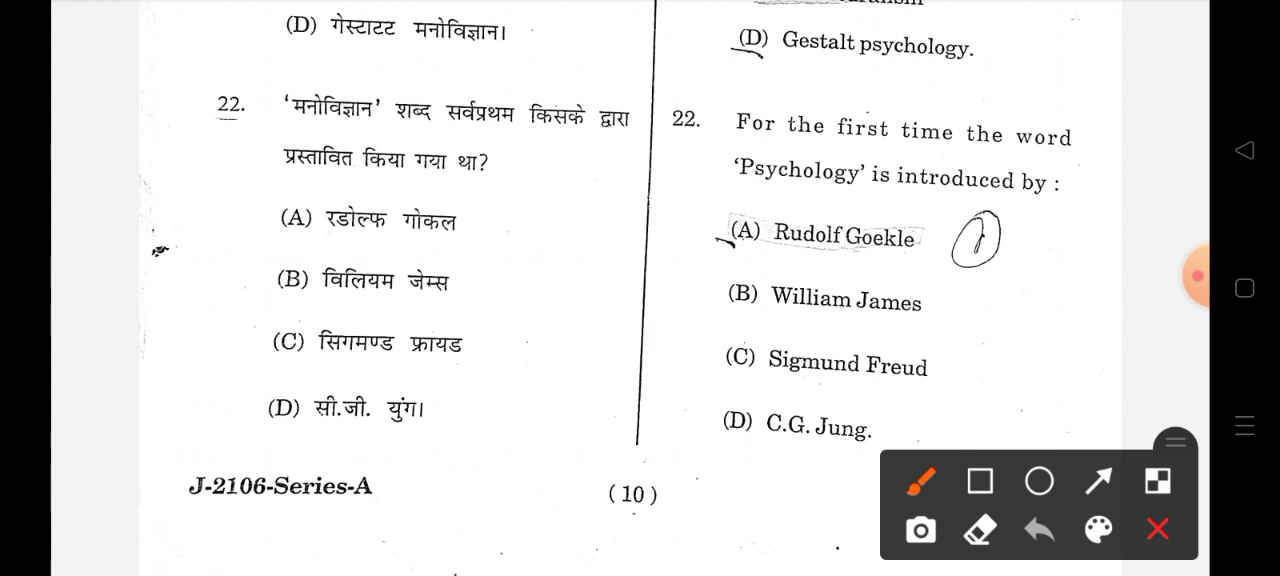 (D) गेस्टाटट मनोविज्ञान।
22. 'मनोविज्ञान' शब्द सर्वप्रथम किसके द्वारा
प्रस्तावित किया गया था?
(A) रडोल्फ गोकल
(B) विलियम जेम्स
(C) सिगमण्ड फ्रायड
(D) सी.जी. युंग।
(D) Gestalt psychology.
22. For the first time the word
'Psychology' is introduced by :
(A) Rudolf Goekle
(B) William James
(C) Sigmund Freud
(D) C.G. Jung.
J-2106-Series-A
(10)